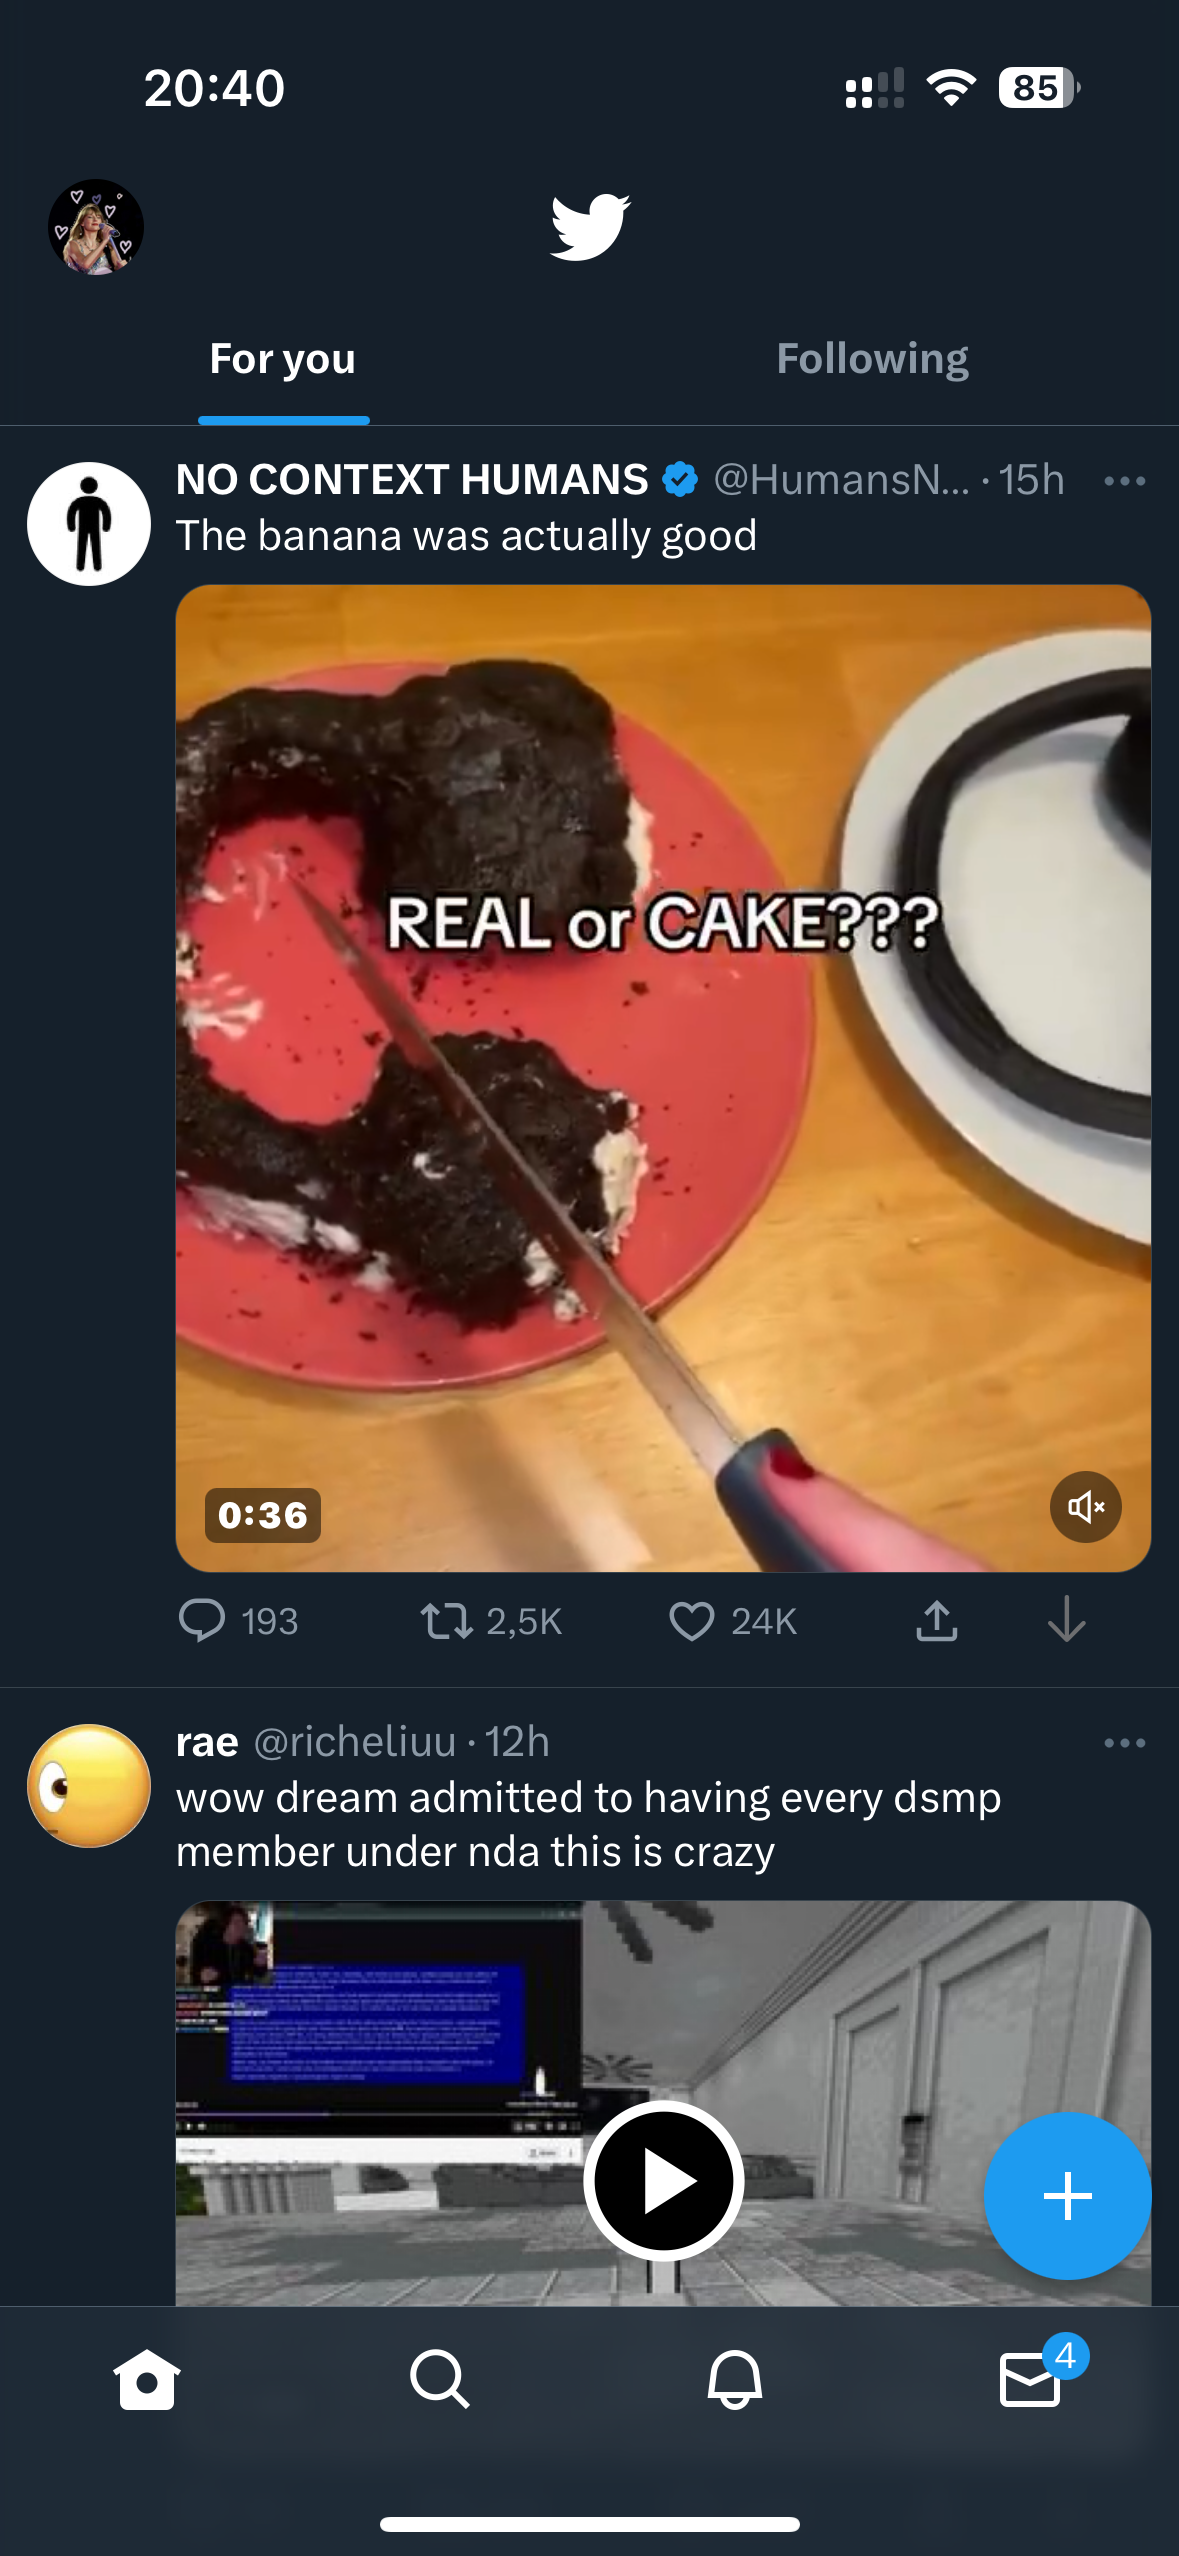 20:40
85
For you
Following
NO CONTEXT HUMANS @HumansN... · 15h
The banana was actually good
REAL or CAKE???
0:36
193
2,5K
24K
rae @richeliuu · 12h
wow dream admitted to having every dsmp
member under nda this is crazy
4